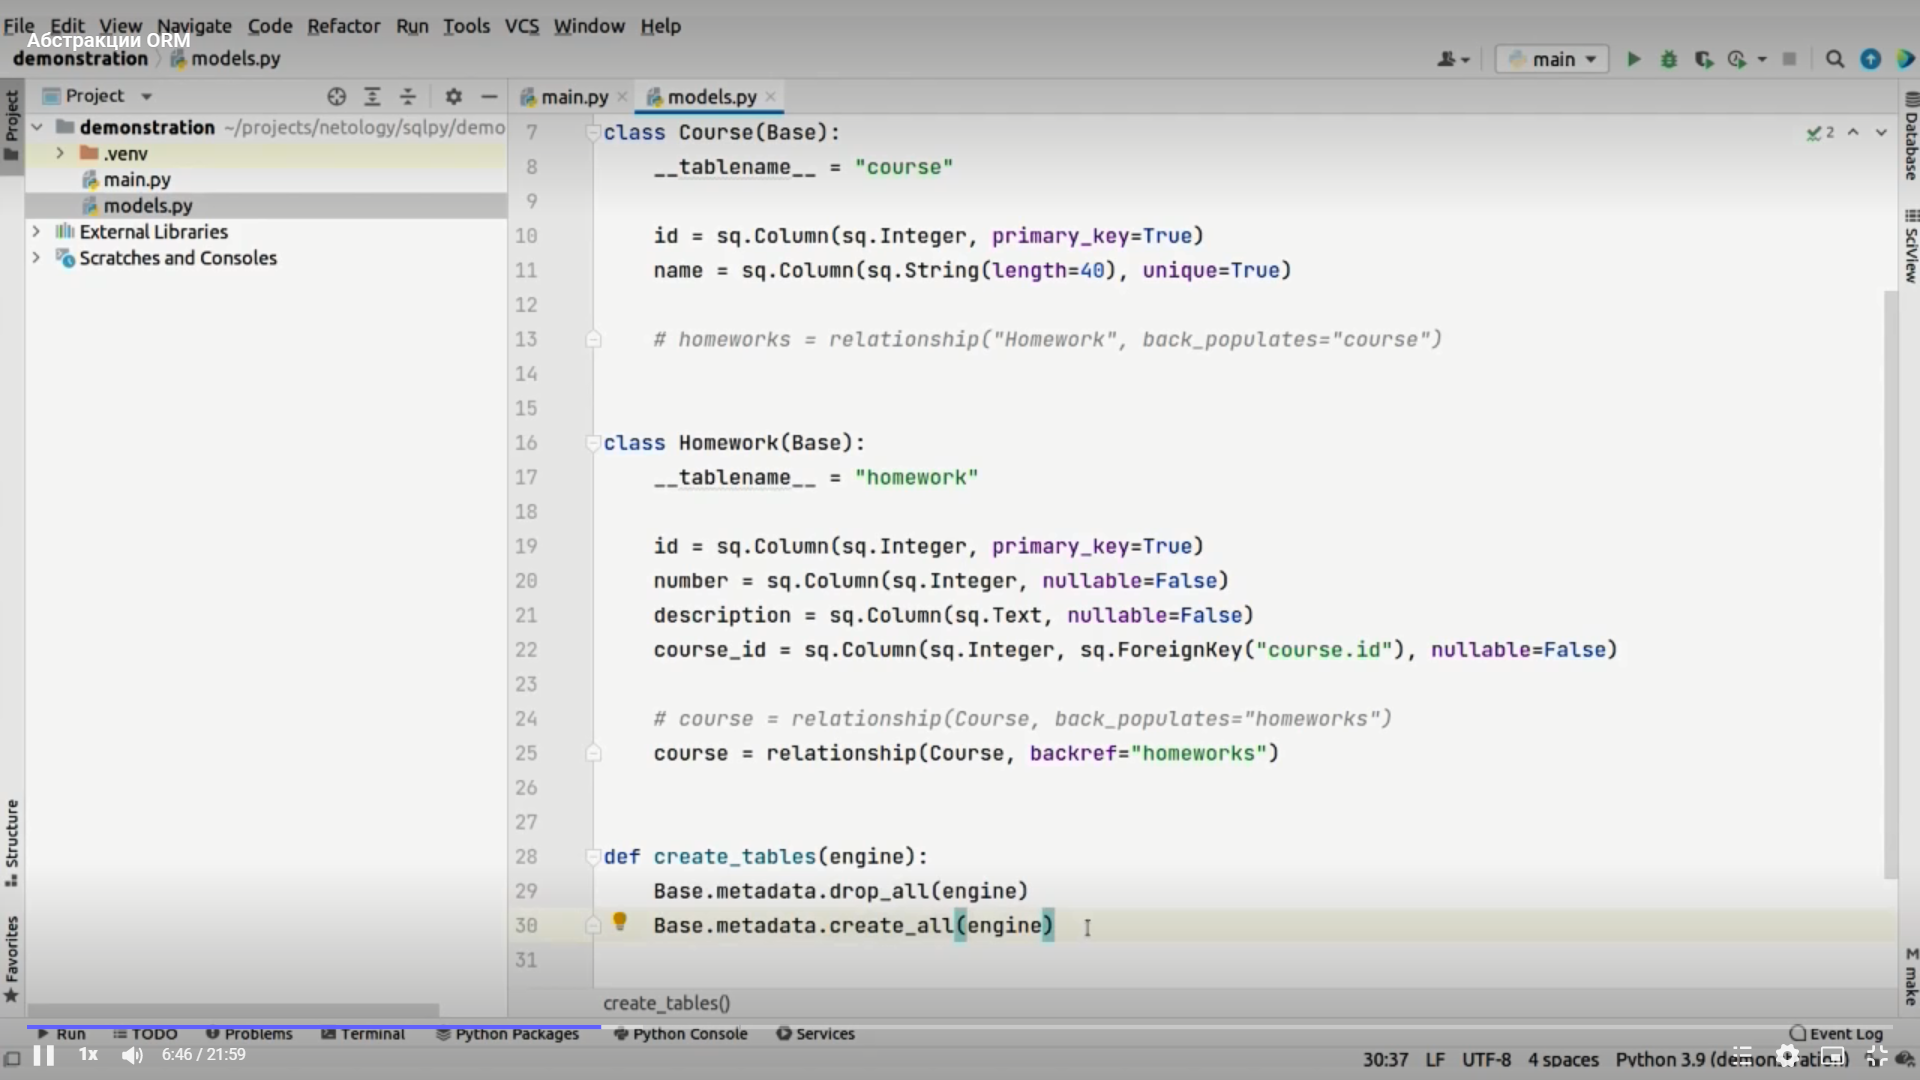 File Edit View Navigate Code Refactor Run Tools VCS Window Help
Абстракции ORM
demonstration models.py
main
Project
main.py
models.py
demonstration ~/projects/netology/sqlpy/demo
.venv
main.py
models.py
External Libraries
Scratches and Consoles
Project
Structure
Favorites
7 class Course(Base):
8 __tablename__ = "course"
9
10 id = sq.Column(sq.Integer, primary_key=True)
11 name = sq.Column(sq.String(length=40), unique=True)
12
13 # homeworks = relationship("Homework", back_populates="course")
14
15
16 class Homework(Base):
17 __tablename__ = "homework"
18
19 id = sq.Column(sq.Integer, primary_key=True)
20 number = sq.Column(sq.Integer, nullable=False)
21 description = sq.Column(sq.Text, nullable=False)
22 course_id = sq.Column(sq.Integer, sq.ForeignKey("course.id"), nullable=False)
23
24 # course = relationship(Course, back_populates="homeworks")
25 course = relationship(Course, backref="homeworks")
26
27
28 def create_tables(engine):
29 Base.metadata.drop_all(engine)
30 Base.metadata.create_all(engine)
31
2
Database
SciView
make
create_tables()
Run TODO Problems Terminal Python Packages Python Console Services Event Log
1x 6:46 / 21:59
30:37 LF UTF-8 4 spaces Python 3.9 (demonstration)